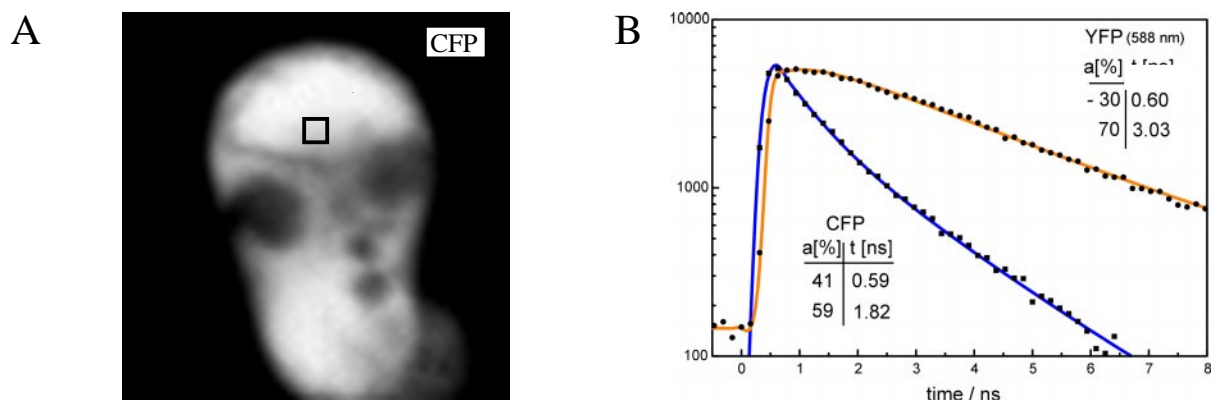 A
CFP
B
10000
1000
100
YFP (588 nm)
a[%] t [ns]
- 30 0.60
70 3.03
CFP
a[%] t [ns]
41 0.59
59 1.82
0 1 2 3 4 5 6 7 8
time / ns